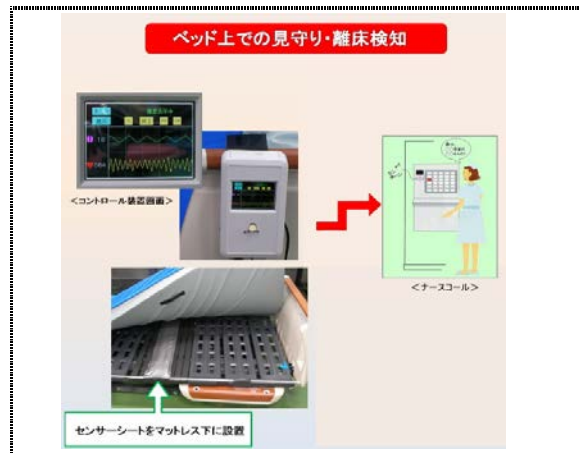 ベッド上での見守り・離床検知
＜コントロール装置画面＞
＜ナースコール＞
センサーシートをマットレス下に設置